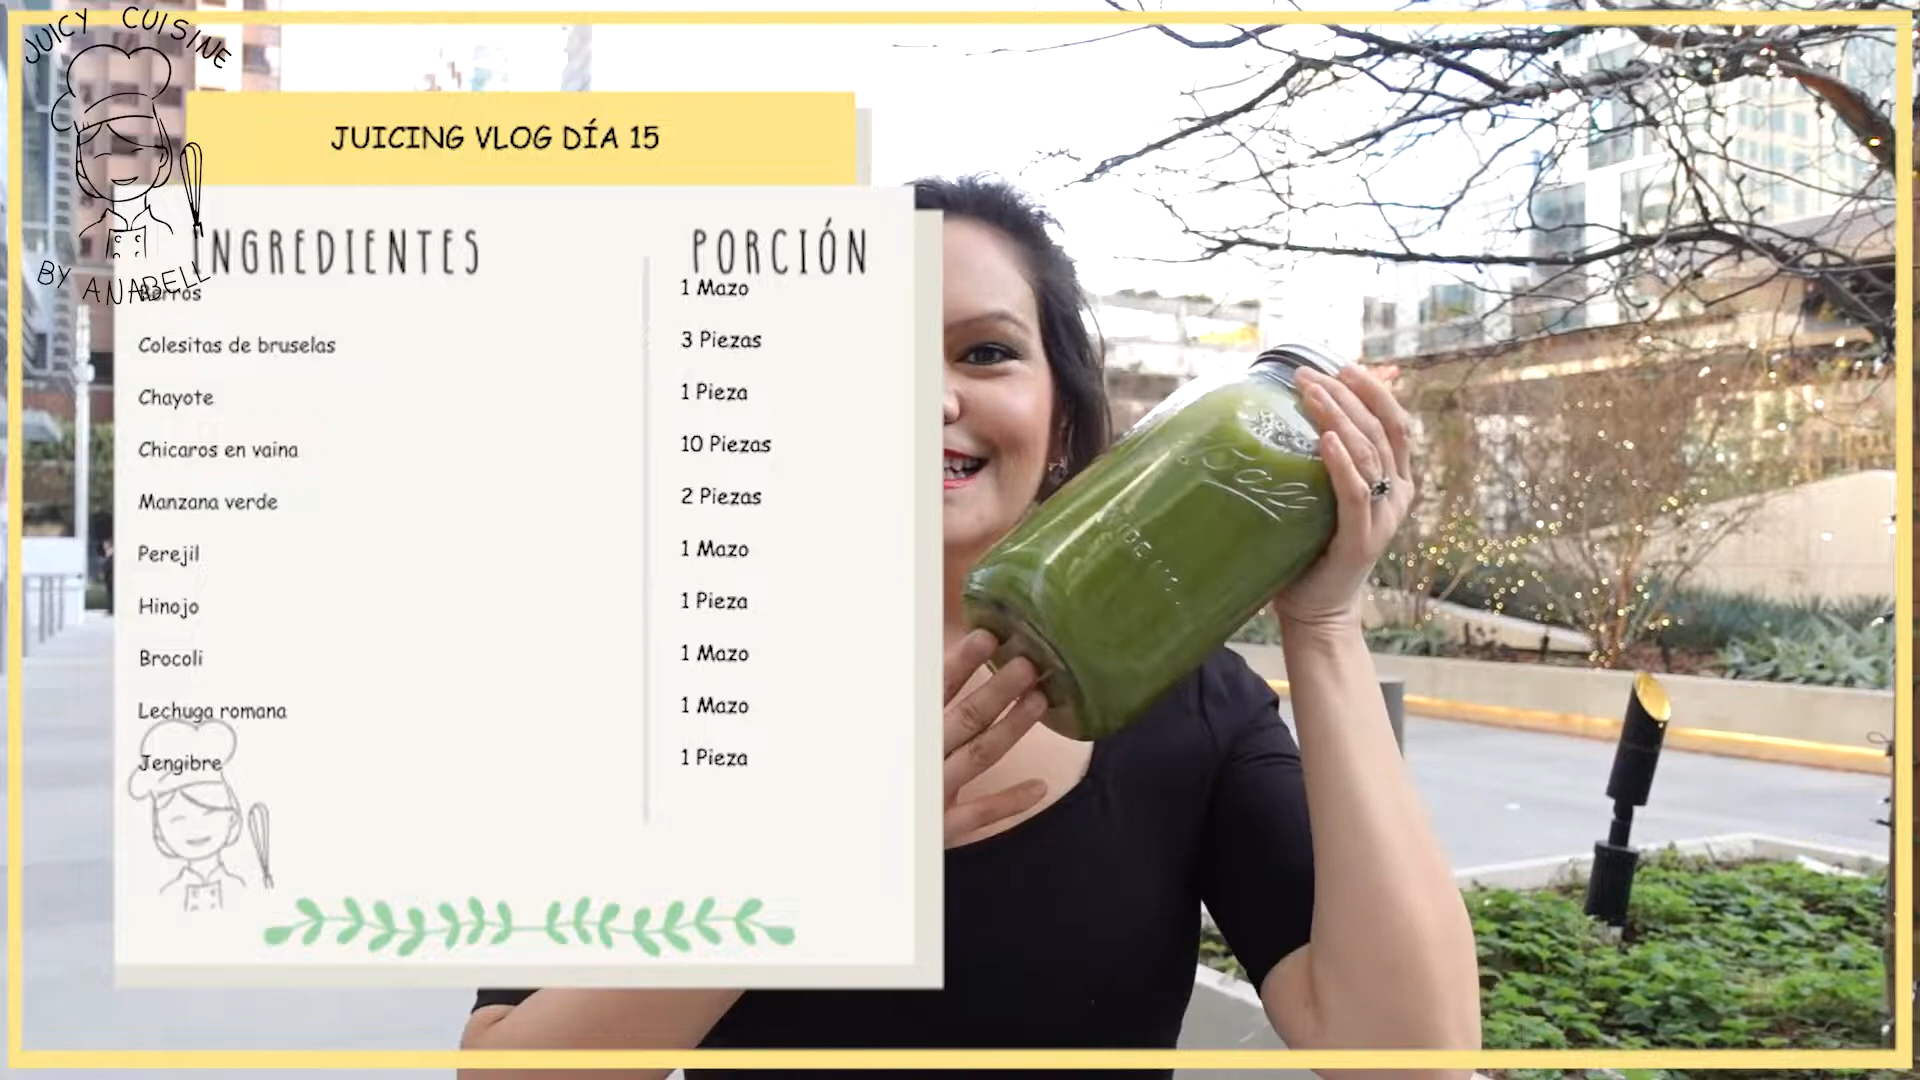 JUICY CUISINE
BY ANABELL
JUICING VLOG DÍA 15
INGREDIENTES PORCIÓN
Berros 1 Mazo
Colesitas de bruselas 3 Piezas
Chayote 1 Pieza
Chicaros en vaina 10 Piezas
Manzana verde 2 Piezas
Perejil 1 Mazo
Hinojo 1 Pieza
Brocoli 1 Mazo
Lechuga romana 1 Mazo
Jengibre 1 Pieza
Ball